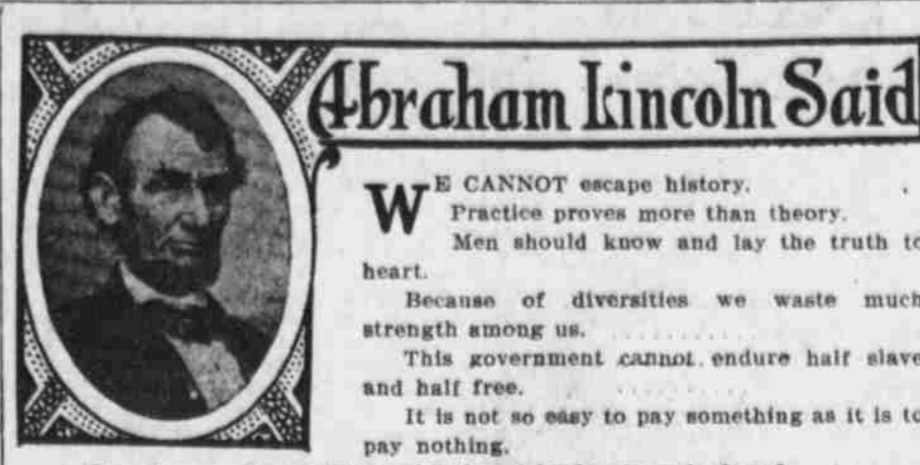 Abraham Lincoln Said
WE CANNOT escape history.
Practice proves more than theory.
Men should know and lay the truth to
heart.
Because of diversities we waste much
strength among us.
This government cannot endure half slave
and half free.
It is not so easy to pay something as it is to
pay nothing.